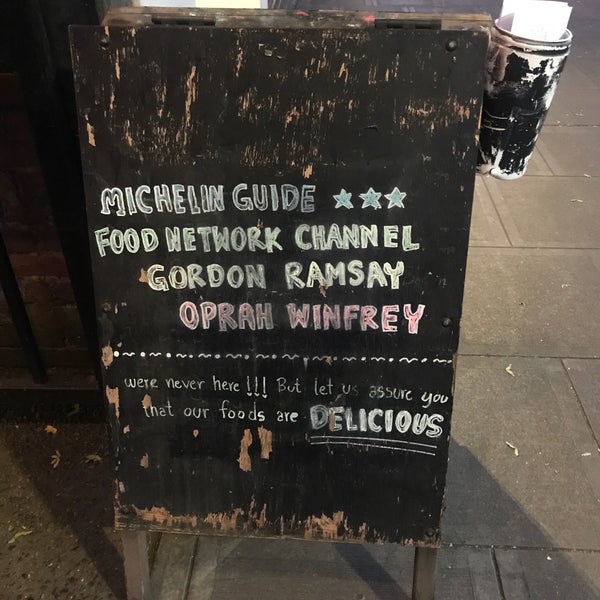 MICHELIN GUIDE ★★★
FOOD NETWORK CHANNEL
GORDON RAMSAY
OPRAH WINFREY
were never here!!! But let us assure you
that our foods are DELICIOUS